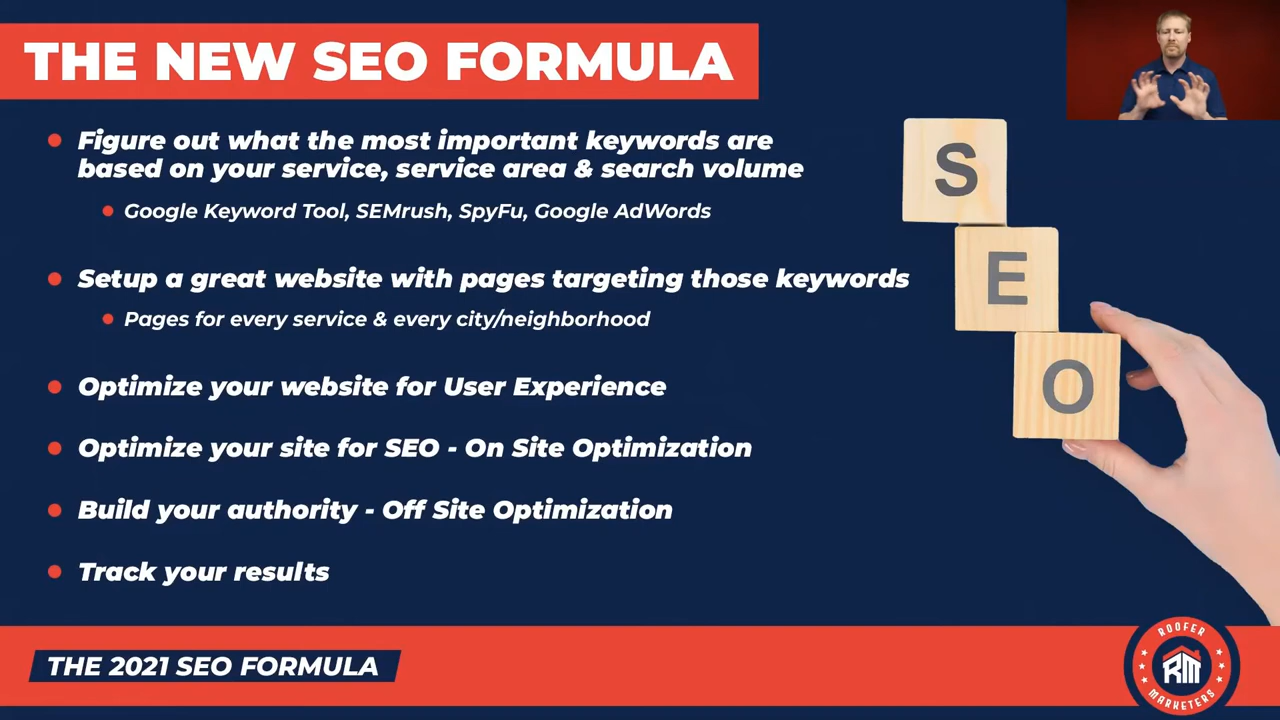 THE NEW SEO FORMULA
Figure out what the most important keywords are
based on your service, service area & search volume
Google Keyword Tool, SEMrush, SpyFu, Google AdWords
Setup a great website with pages targeting those keywords
Pages for every service & every city/neighborhood
Optimize your website for User Experience
Optimize your site for SEO - On Site Optimization
Build your authority - Off Site Optimization
Track your results
S
E
O
THE 2021 SEO FORMULA
ROOFER
RM
MARKETERS